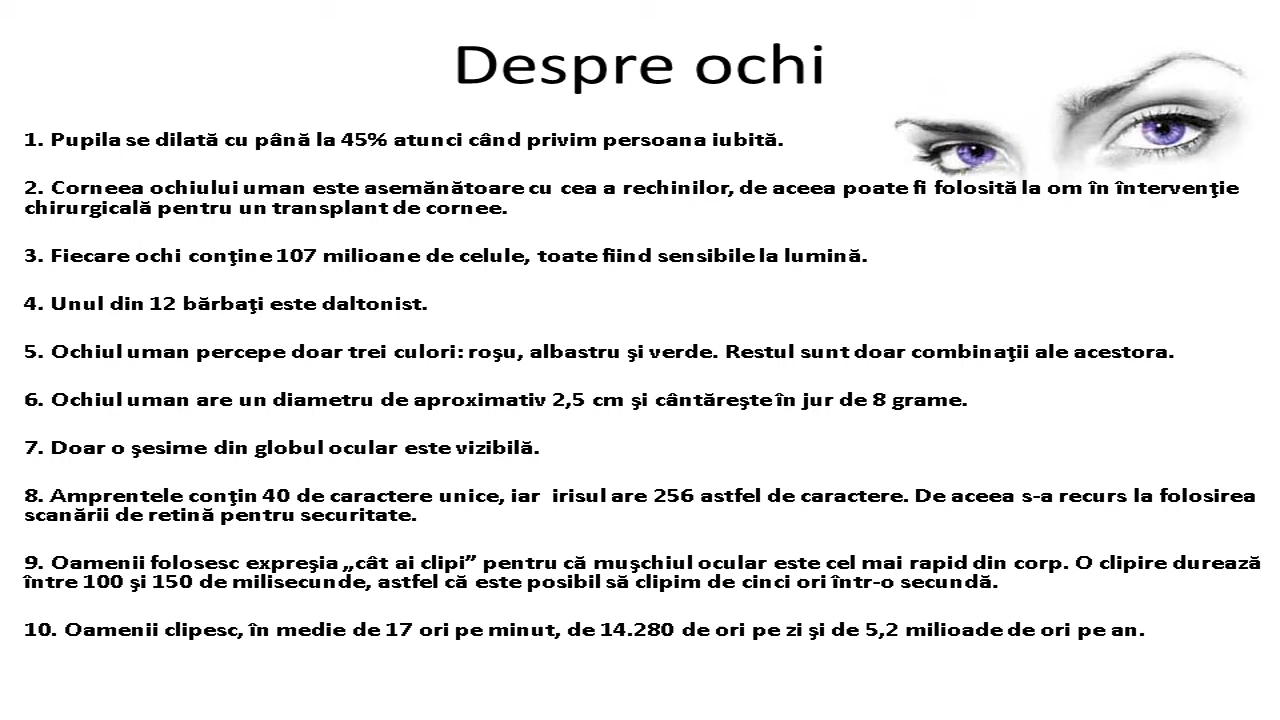 Despre ochi
1. Pupila se dilată cu până la 45% atunci când privim persoana iubită.
2. Corneea ochiului uman este asemănătoare cu cea a rechinilor, de aceea poate fi folosită la om în întervenţie
chirurgicală pentru un transplant de cornee.
3. Fiecare ochi conţine 107 milioane de celule, toate fiind sensibile la lumină.
4. Unul din 12 bărbaţi este daltonist.
5. Ochiul uman percepe doar trei culori: roşu, albastru şi verde. Restul sunt doar combinaţii ale acestora.
6. Ochiul uman are un diametru de aproximativ 2,5 cm şi cântăreşte în jur de 8 grame.
7. Doar o şesime din globul ocular este vizibilă.
8. Amprentele conţin 40 de caractere unice, iar irisul are 256 astfel de caractere. De aceea s-a recurs la folosirea
scanării de retină pentru securitate.
9. Oamenii folosesc expreşia „cât ai clipi” pentru că muşchiul ocular este cel mai rapid din corp. O clipire durează
între 100 şi 150 de milisecunde, astfel că este posibil să clipim de cinci ori într-o secundă.
10. Oamenii clipesc, în medie de 17 ori pe minut, de 14.280 de ori pe zi şi de 5,2 milioade de ori pe an.